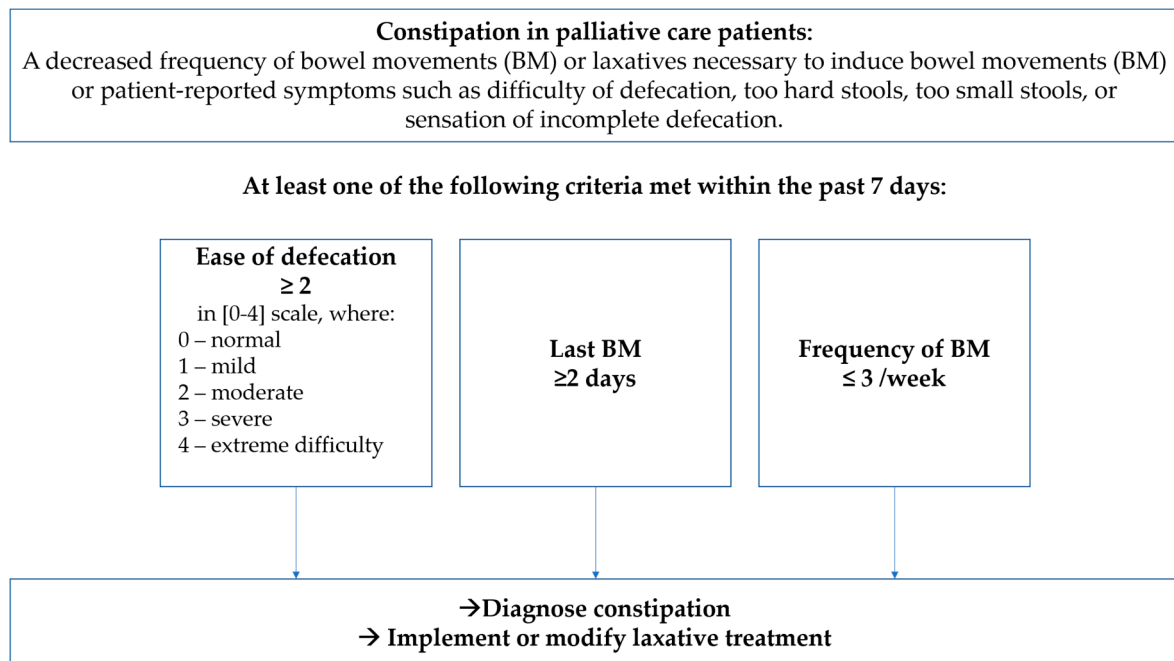 Constipation in palliative care patients:
A decreased frequency of bowel movements (BM) or laxatives necessary to induce bowel movements (BM)
or patient-reported symptoms such as difficulty of defecation, too hard stools, too small stools, or
sensation of incomplete defecation.
At least one of the following criteria met within the past 7 days:
Ease of defecation
≥ 2
in [0-4] scale, where:
0 – normal
1 – mild
2 – moderate
3 – severe
4 – extreme difficulty
Last BM
≥2 days
Frequency of BM
≤ 3 /week
→Diagnose constipation
→ Implement or modify laxative treatment